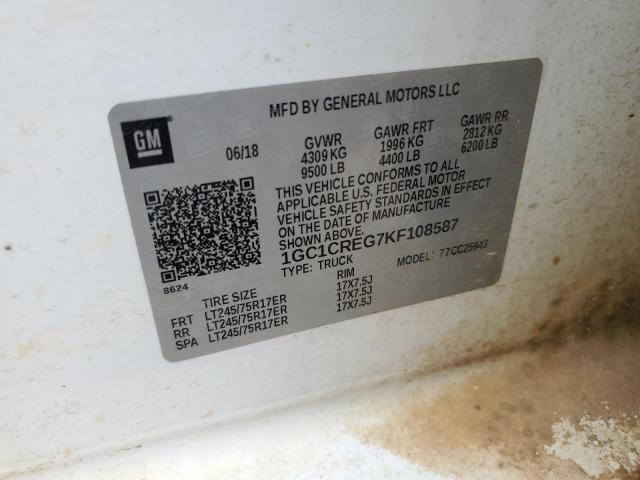 MFD BY GENERAL MOTORS LLC
GM
06/18
GVWR GAWR FRT GAWR RR
4309 KG 1996 KG 2812 KG
9500 LB 4400 LB 6200 LB
THIS VEHICLE CONFORMS TO ALL
APPLICABLE U.S. FEDERAL MOTOR
VEHICLE SAFETY STANDARDS IN EFFECT
ON THE DATE OF MANUFACTURE
SHOWN ABOVE.
1GC1CREG7KF108587
TYPE: TRUCK MODEL: 77CC25943
8624
TIRE SIZE RIM
FRT LT245/75R17ER 17X7.5J
RR LT245/75R17ER 17X7.5J
SPA LT245/75R17ER 17X7.5J